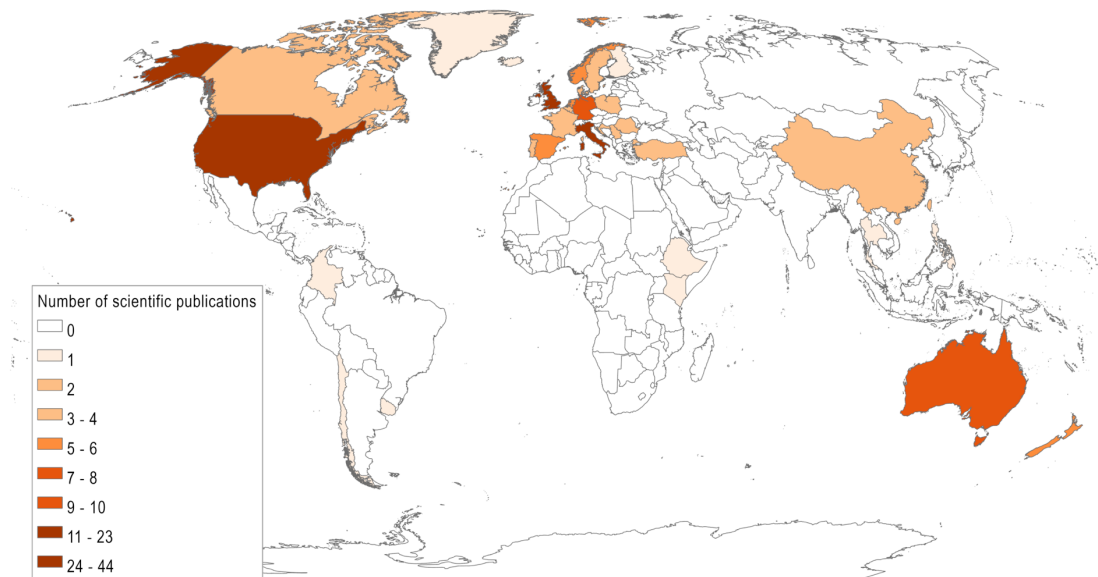 Number of scientific publications
0
1
2
3 - 4
5 - 6
7 - 8
9 - 10
11 - 23
24 - 44